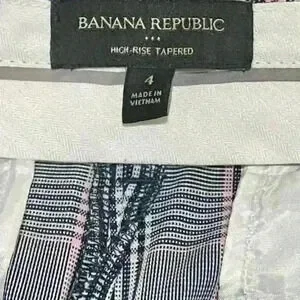 BANANA REPUBLIC
HIGH-RISE TAPERED
4
MADE IN
VIETNAM